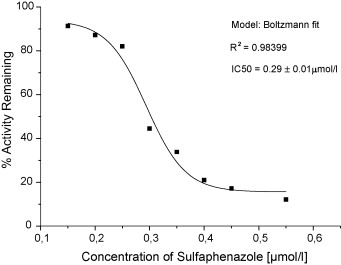 100
80
60
40
20
0
% Activity Remaining
Model: Boltzmann fit
R² = 0.98399
IC50 = 0.29 ± 0.01µmol/l
0,1 0,2 0,3 0,4 0,5 0,6
Concentration of Sulfaphenazole [µmol/l]